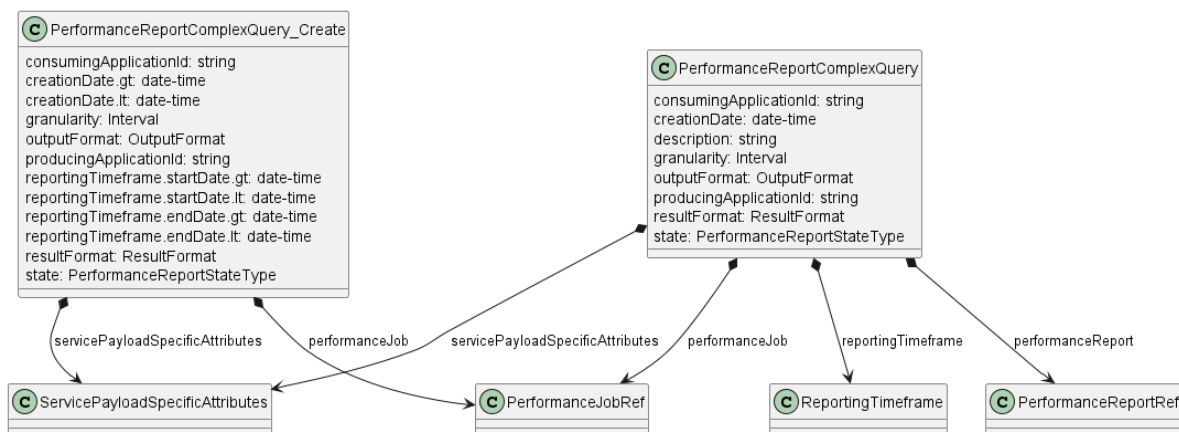 C PerformanceReportComplexQuery_Create
consumingApplicationId: string
creationDate.gt: date-time
creationDate.lt: date-time
granularity: Interval
outputFormat: OutputFormat
producingApplicationId: string
reportingTimeframe.startDate.gt: date-time
reportingTimeframe.startDate.lt: date-time
reportingTimeframe.endDate.gt: date-time
reportingTimeframe.endDate.lt: date-time
resultFormat: ResultFormat
state: PerformanceReportStateType
C PerformanceReportComplexQuery
consumingApplicationId: string
creationDate: date-time
description: string
granularity: Interval
outputFormat: OutputFormat
producingApplicationId: string
resultFormat: ResultFormat
state: PerformanceReportStateType
servicePayloadSpecificAttributes
performanceJob
servicePayloadSpecificAttributes
performanceJob
reportingTimeframe
performanceReport
C ServicePayloadSpecificAttributes
C PerformanceJobRef
C ReportingTimeframe
C PerformanceReportRef